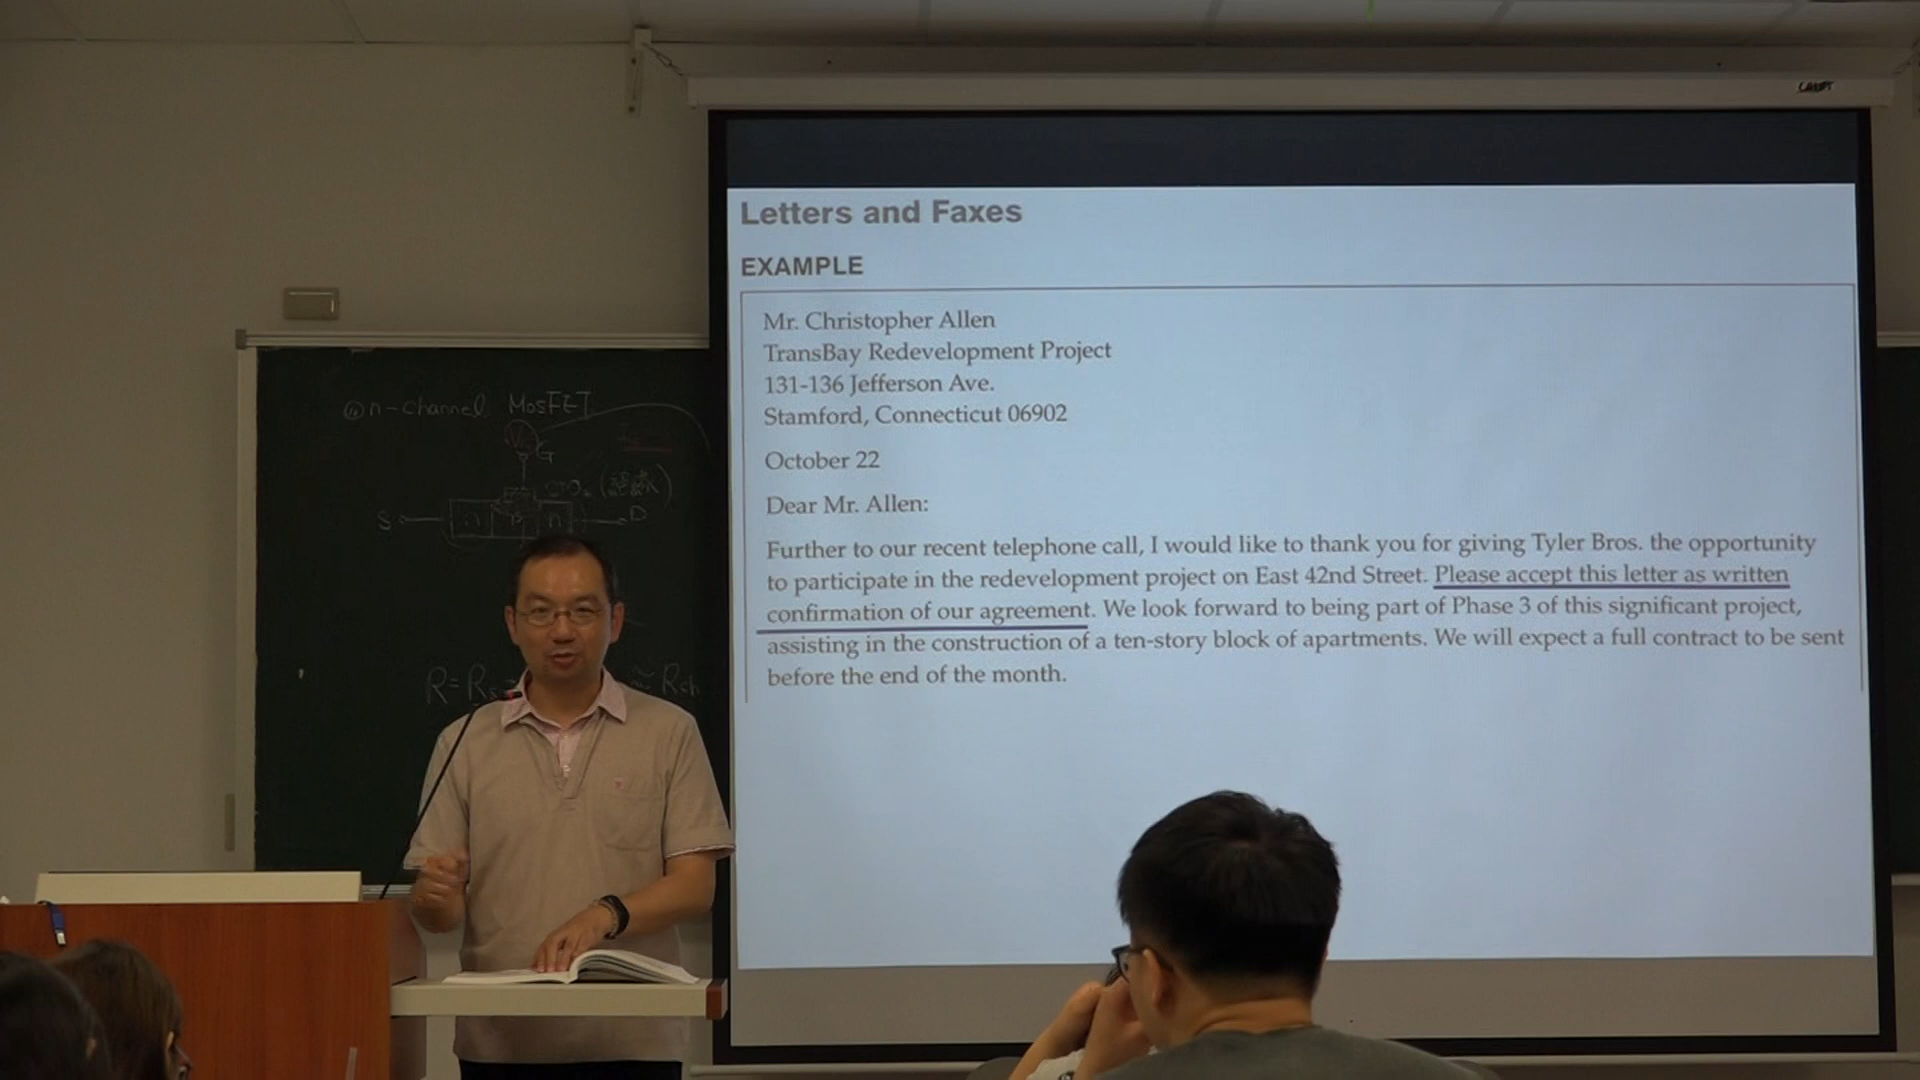 Letters and Faxes
EXAMPLE
Mr. Christopher Allen
TransBay Redevelopment Project
131-136 Jefferson Ave.
Stamford, Connecticut 06902
October 22
Dear Mr. Allen:
Further to our recent telephone call, I would like to thank you for giving Tyler Bros. the opportunity
to participate in the redevelopment project on East 42nd Street. Please accept this letter as written
confirmation of our agreement. We look forward to being part of Phase 3 of this significant project,
assisting in the construction of a ten-story block of apartments. We will expect a full contract to be sent
before the end of the month.
④ n-channel MosFET
G
S
n
D
R=Rs
≈ Rch